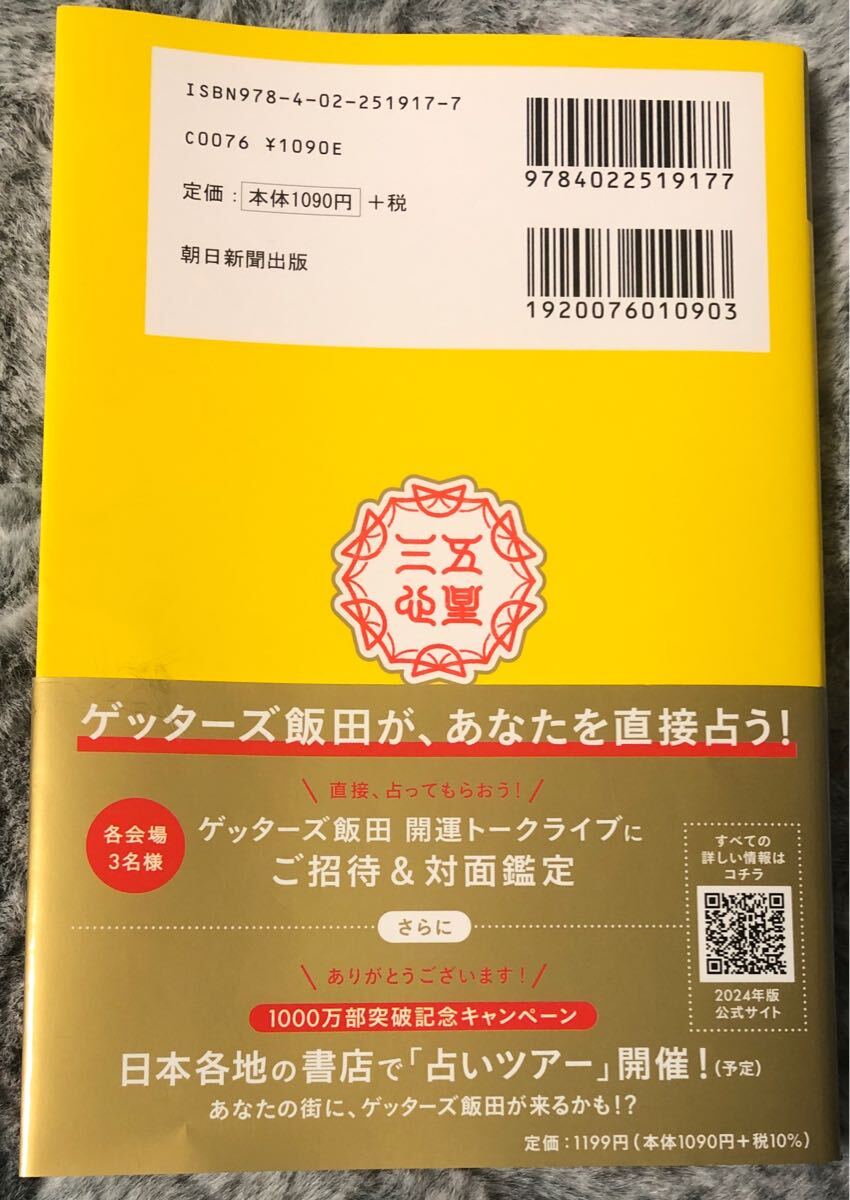 ISBN978-4-02-251917-7
C0076 ¥1090E
定価：本体1090円＋税
朝日新聞出版
9784022519177
1920076010903
五星
三心
ゲッターズ飯田が、あなたを直接占う！
直接、占ってもらおう！
各会場
3名様
ゲッターズ飯田 開運トークライブに
ご招待＆対面鑑定
すべての
詳しい情報は
コチラ
2024年版
公式サイト
さらに
ありがとうございます！
1000万部突破記念キャンペーン
日本各地の書店で「占いツアー」開催！(予定)
あなたの街に、ゲッターズ飯田が来るかも！？
定価：1199円（本体1090円＋税10%）